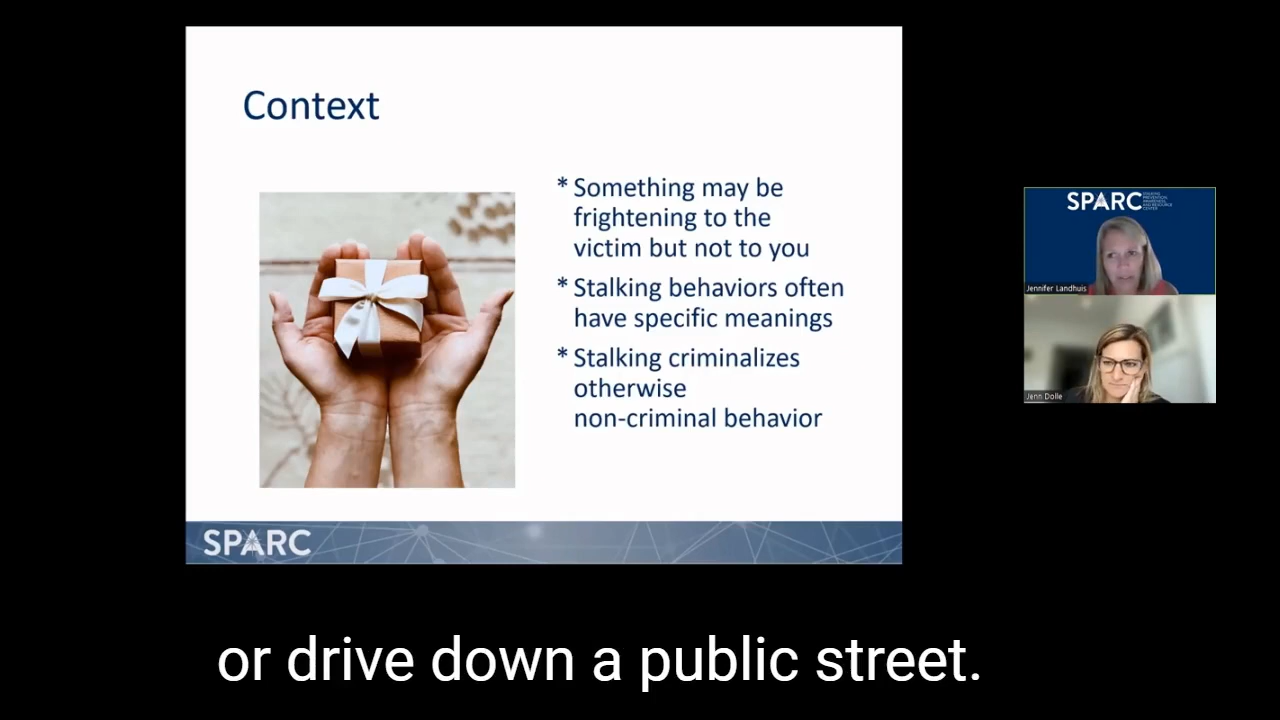 Context
* Something may be
frightening to the
victim but not to you
* Stalking behaviors often
have specific meanings
* Stalking criminalizes
otherwise
non-criminal behavior
SPARC
SPARC
Jennifer Landhuis
Jenn Dolle
or drive down a public street.